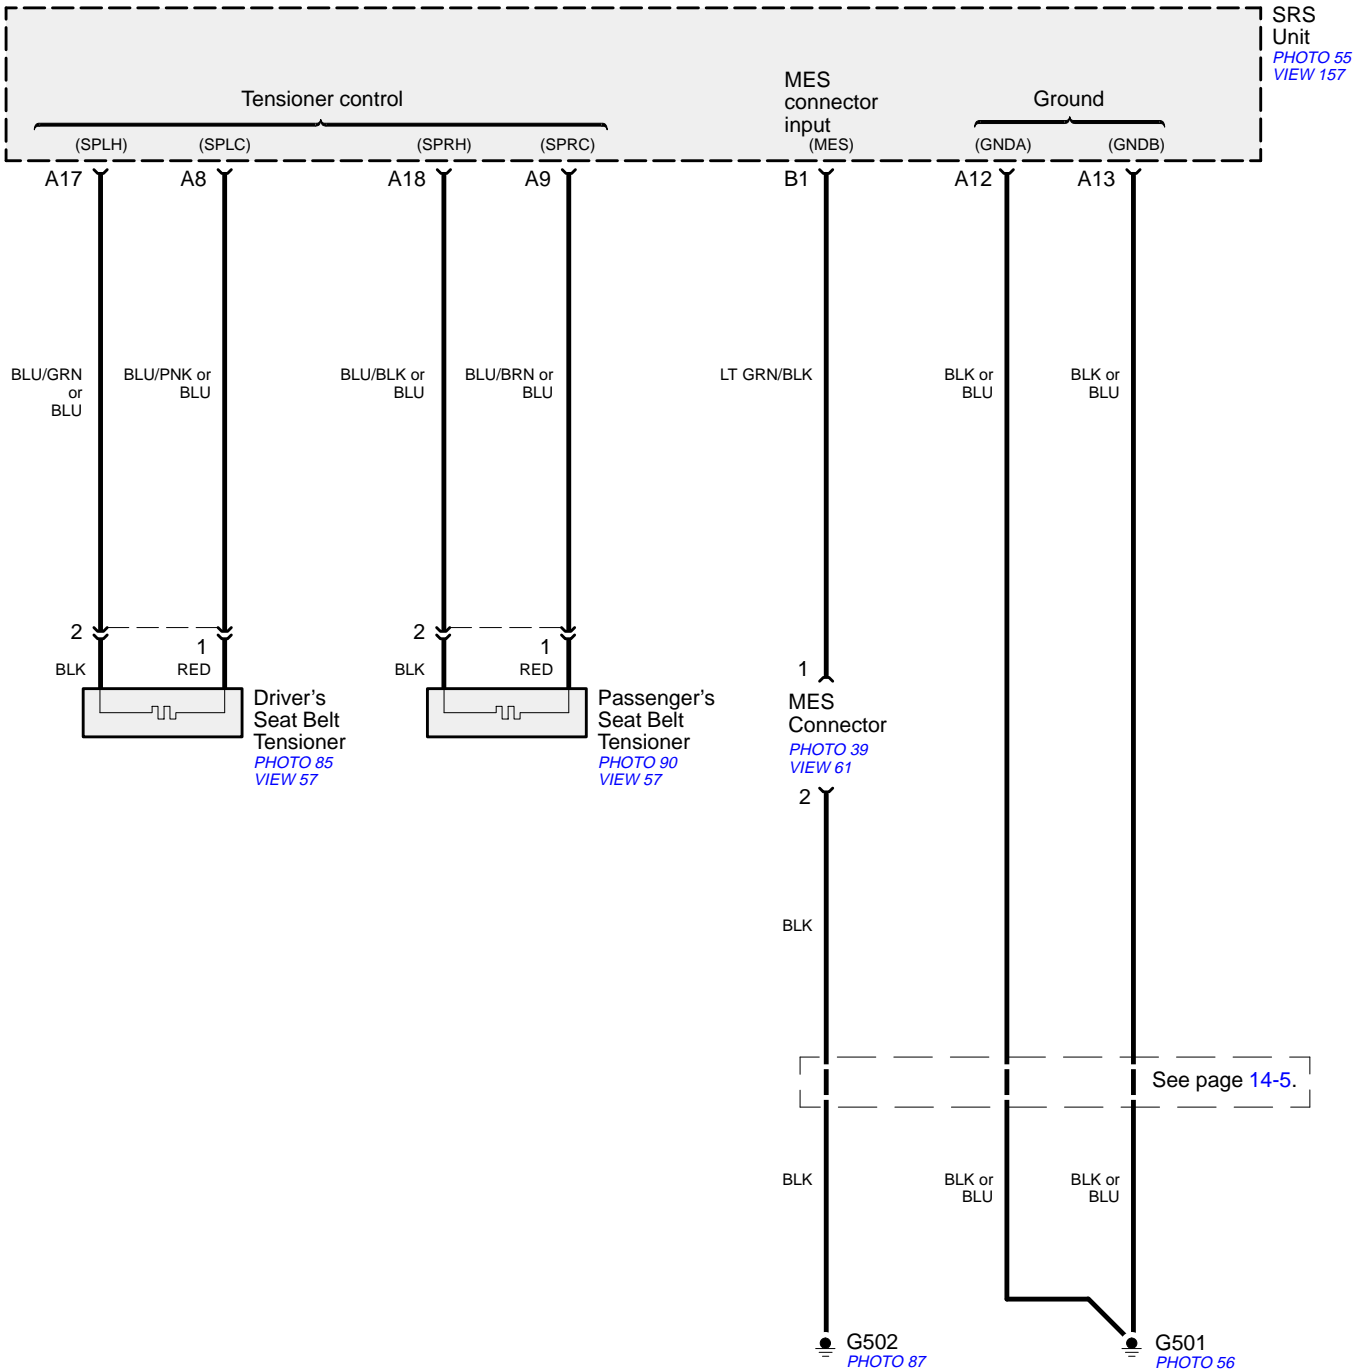 SRS
Unit
PHOTO 55
VIEW 157
Tensioner control
MES
connector
input
Ground
(SPLH)
(SPLC)
(SPRH)
(SPRC)
(MES)
(GNDA)
(GNDB)
A17
A8
A18
A9
B1
A12
A13
BLU/GRN
or
BLU
BLU/PNK or
BLU
BLU/BLK or
BLU
BLU/BRN or
BLU
LT GRN/BLK
BLK or
BLU
BLK or
BLU
2
1
2
1
BLK
RED
BLK
RED
1
Driver's
Seat Belt
Tensioner
PHOTO 85
VIEW 57
Passenger's
Seat Belt
Tensioner
PHOTO 90
VIEW 57
MES
Connector
PHOTO 39
VIEW 61
2
BLK
See page 14-5.
BLK
BLK or
BLU
BLK or
BLU
G502
PHOTO 87
G501
PHOTO 56